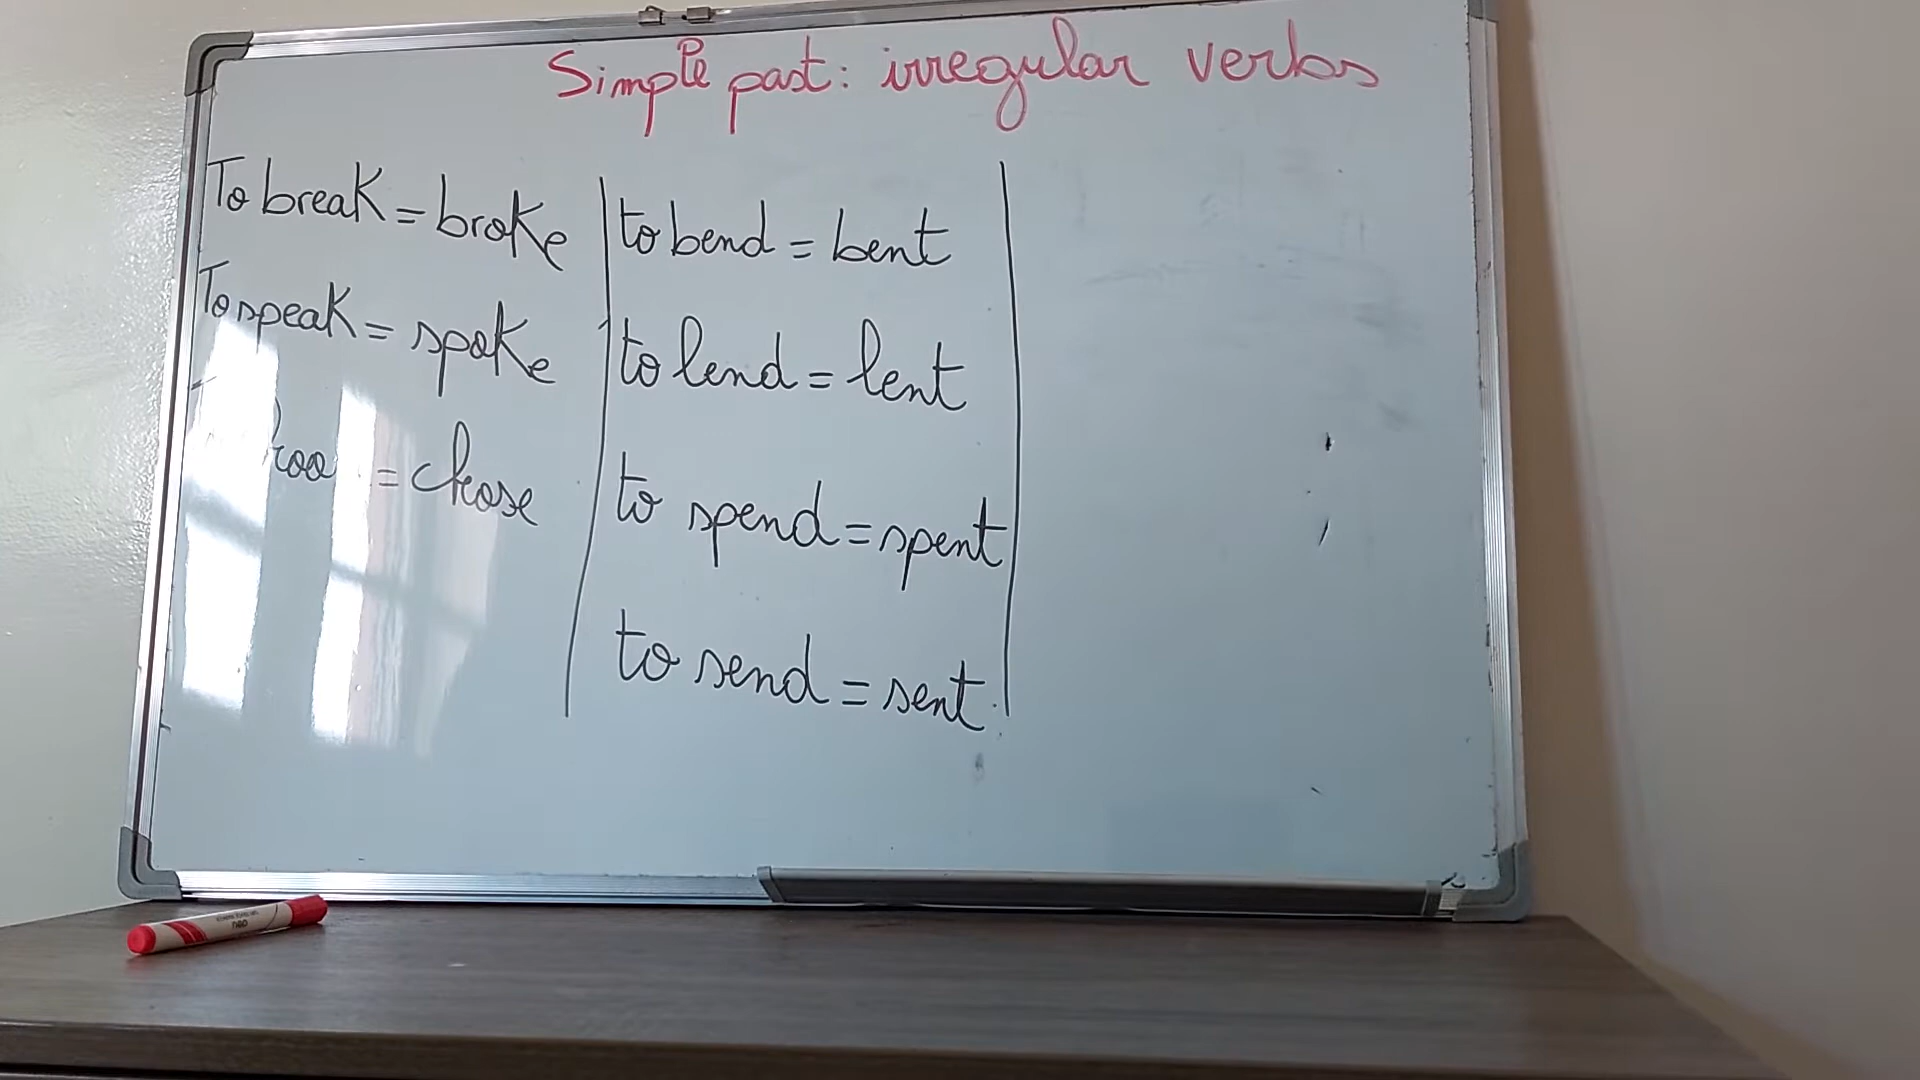 Simple past: irregular verbs
To break = broke
To speak = spoke
= chose
to bend = bent
to lend = lent
to spend = spent
to send = sent
neo